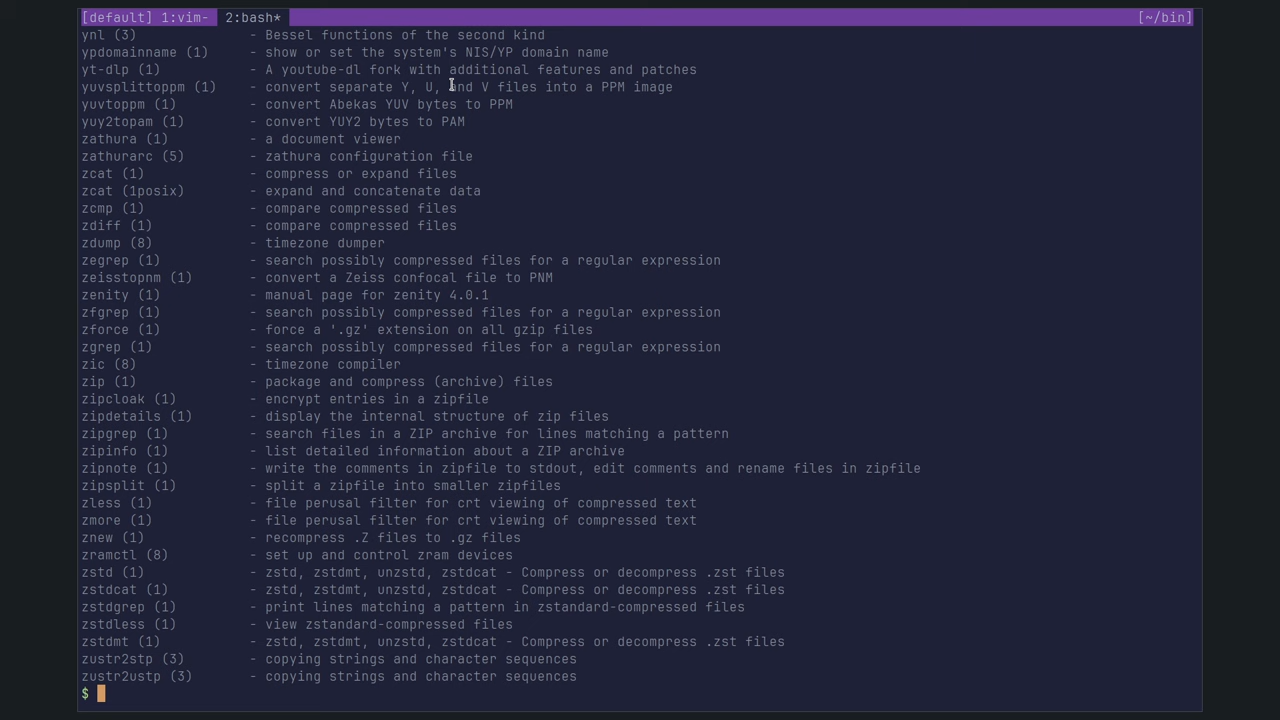 [default] 1:vim- 2:bash* [~/bin]
ynl (3) - Bessel functions of the second kind
ypdomainname (1) - show or set the system's NIS/YP domain name
yt-dlp (1) - A youtube-dl fork with additional features and patches
yuvsplittoppm (1) - convert separate Y, U, and V files into a PPM image
yuvtoppm (1) - convert Abekas YUV bytes to PPM
yuy2topam (1) - convert YUY2 bytes to PAM
zathura (1) - a document viewer
zathurarc (5) - zathura configuration file
zcat (1) - compress or expand files
zcat (1posix) - expand and concatenate data
zcmp (1) - compare compressed files
zdiff (1) - compare compressed files
zdump (8) - timezone dumper
zegrep (1) - search possibly compressed files for a regular expression
zeisstopnm (1) - convert a Zeiss confocal file to PNM
zenity (1) - manual page for zenity 4.0.1
zfgrep (1) - search possibly compressed files for a regular expression
zforce (1) - force a '.gz' extension on all gzip files
zgrep (1) - search possibly compressed files for a regular expression
zic (8) - timezone compiler
zip (1) - package and compress (archive) files
zipcloak (1) - encrypt entries in a zipfile
zipdetails (1) - display the internal structure of zip files
zipgrep (1) - search files in a ZIP archive for lines matching a pattern
zipinfo (1) - list detailed information about a ZIP archive
zipnote (1) - write the comments in zipfile to stdout, edit comments and rename files in zipfile
zipsplit (1) - split a zipfile into smaller zipfiles
zless (1) - file perusal filter for crt viewing of compressed text
zmore (1) - file perusal filter for crt viewing of compressed text
znew (1) - recompress .Z files to .gz files
zramctl (8) - set up and control zram devices
zstd (1) - zstd, zstdmt, unzstd, zstdcat - Compress or decompress .zst files
zstdcat (1) - zstd, zstdmt, unzstd, zstdcat - Compress or decompress .zst files
zstdgrep (1) - print lines matching a pattern in zstandard-compressed files
zstdless (1) - view zstandard-compressed files
zstdmt (1) - zstd, zstdmt, unzstd, zstdcat - Compress or decompress .zst files
zustr2stp (3) - copying strings and character sequences
zustr2ustp (3) - copying strings and character sequences
$